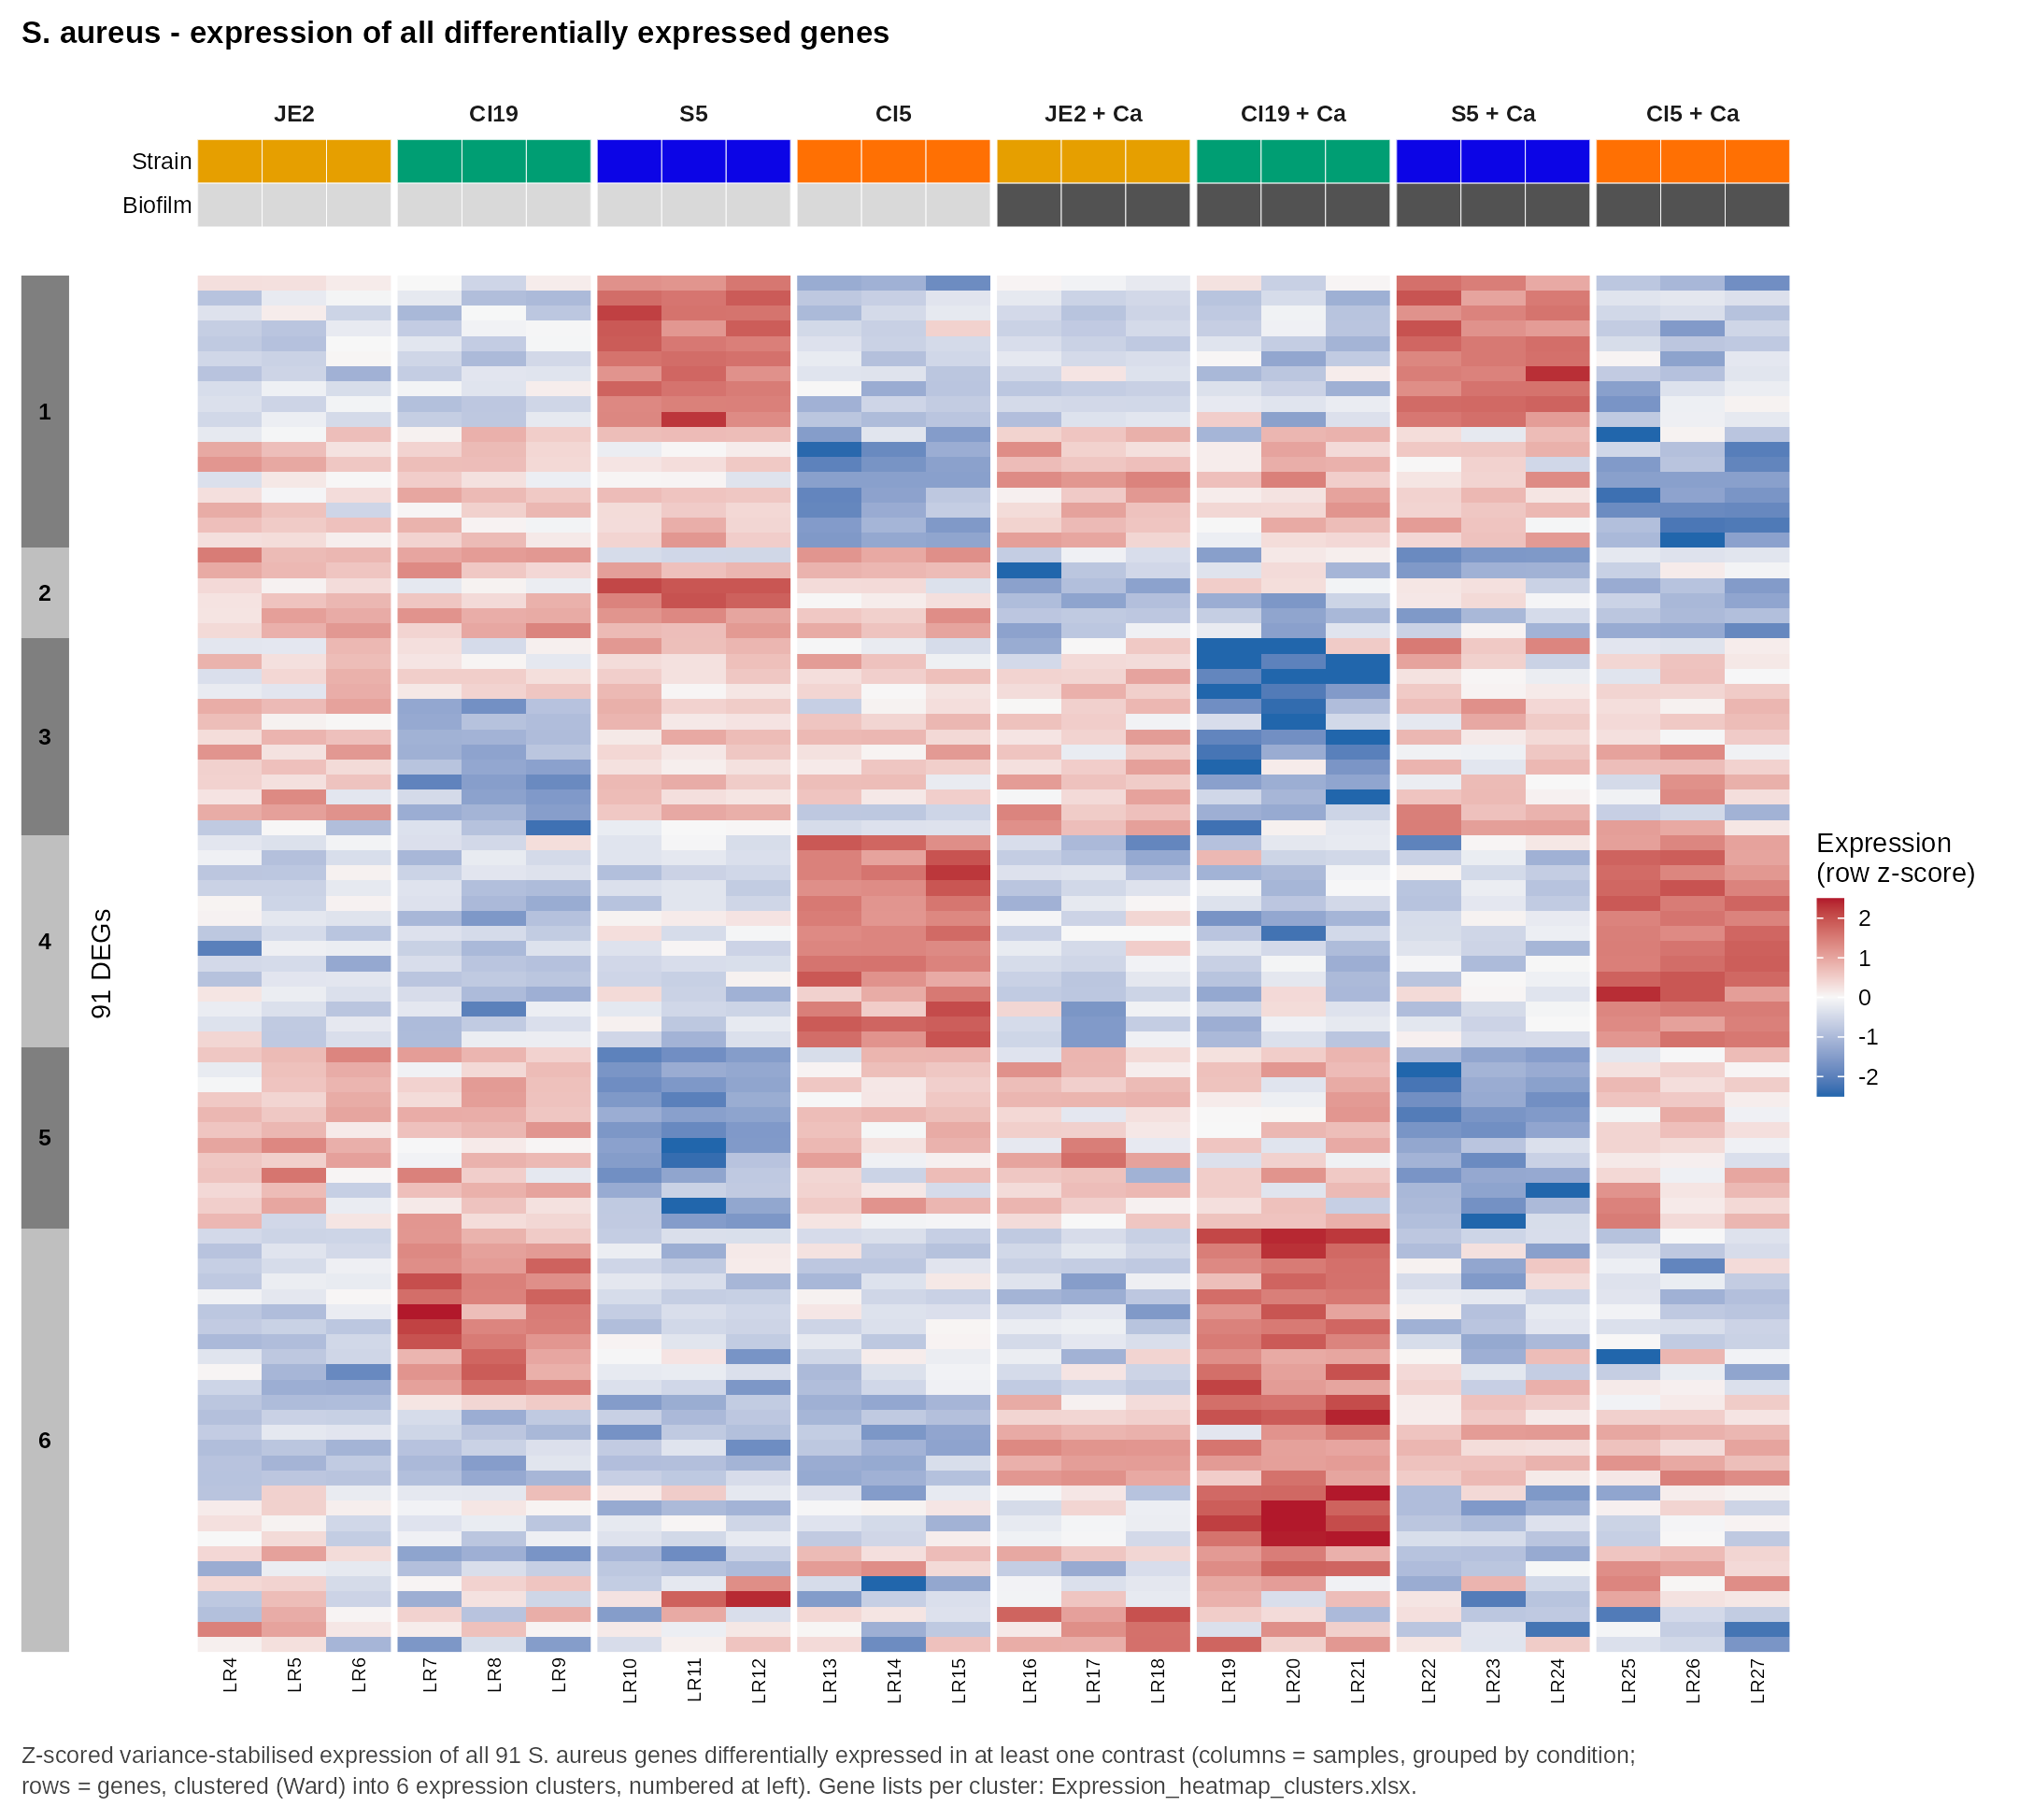 S. aureus - expression of all differentially expressed genes
JE2 CI19 S5 CI5 JE2 + Ca CI19 + Ca S5 + Ca CI5 + Ca
Strain
Biofilm
1
2
3
4
5
6
91 DEGs
Expression
(row z-score)
2
1
0
-1
-2
LR4 LR5 LR6 LR7 LR8 LR9 LR10 LR11 LR12 LR13 LR14 LR15 LR16 LR17 LR18 LR19 LR20 LR21 LR22 LR23 LR24 LR25 LR26 LR27
Z-scored variance-stabilised expression of all 91 S. aureus genes differentially expressed in at least one contrast (columns = samples, grouped by condition;
rows = genes, clustered (Ward) into 6 expression clusters, numbered at left). Gene lists per cluster: Expression_heatmap_clusters.xlsx.